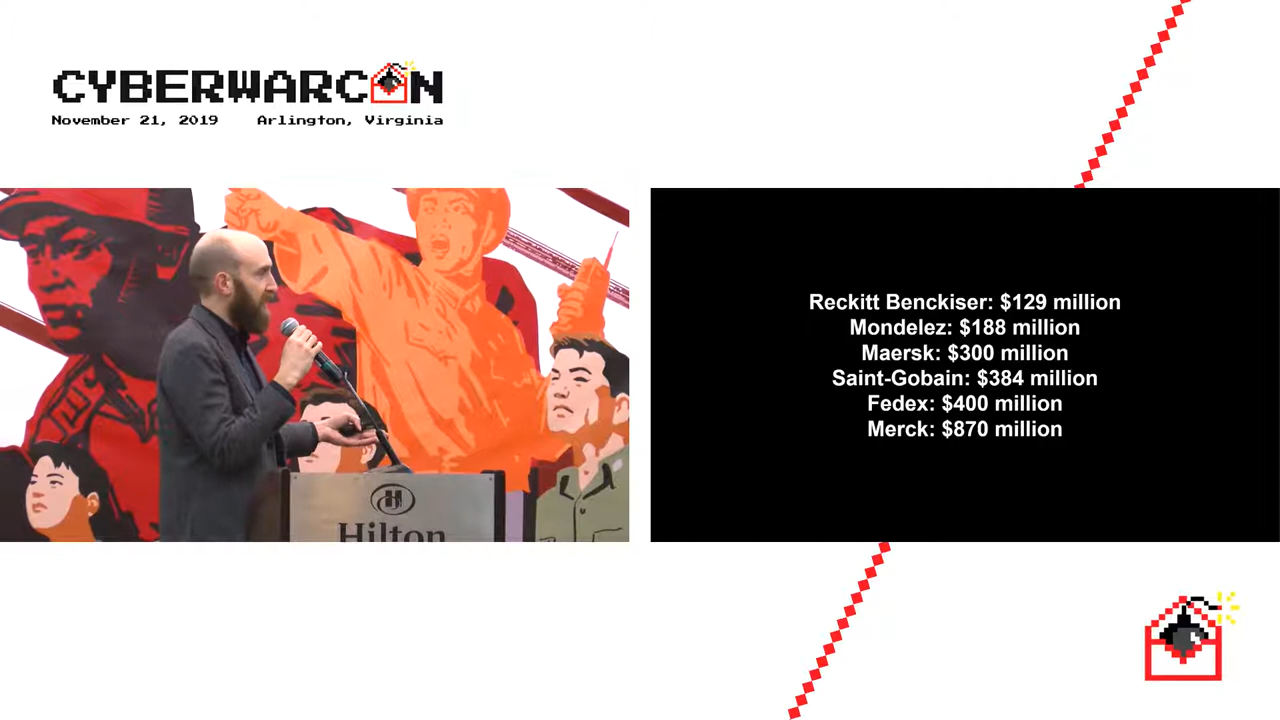 CYBERWARCON
November 21, 2019 Arlington, Virginia
H
Hilton
Reckitt Benckiser: $129 million
Mondelez: $188 million
Maersk: $300 million
Saint-Gobain: $384 million
Fedex: $400 million
Merck: $870 million